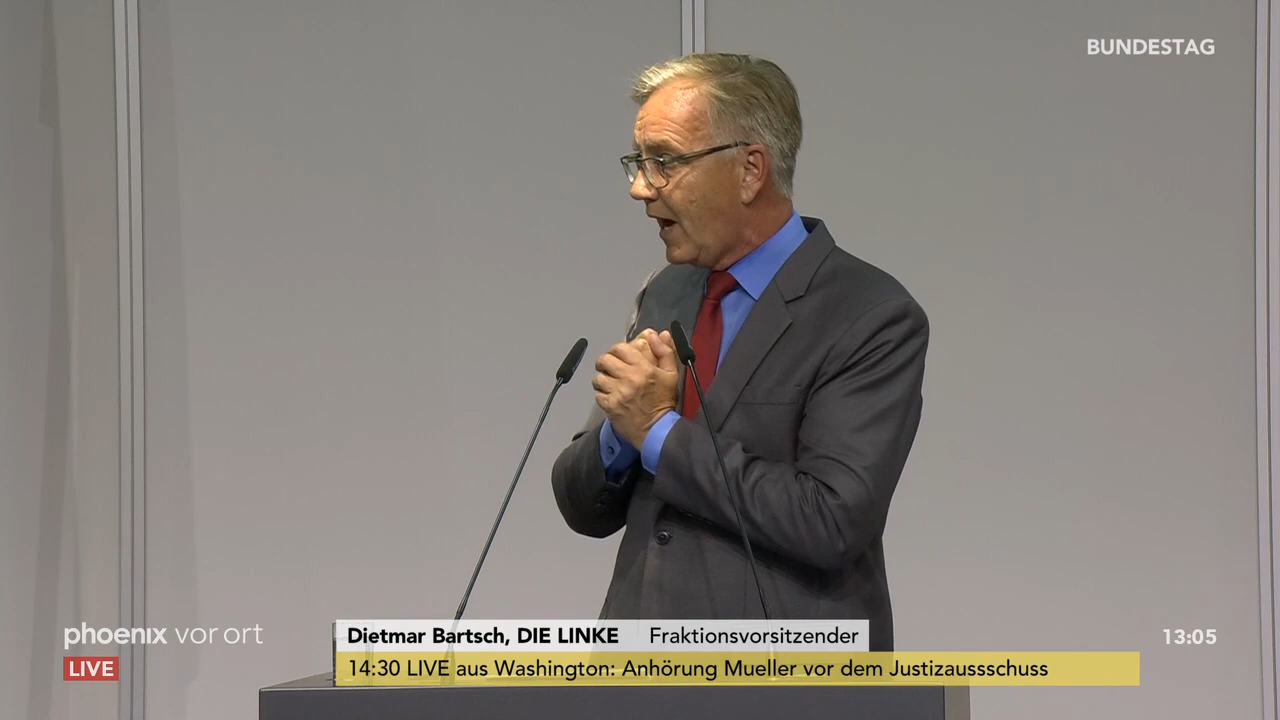 BUNDESTAG
phoenix vor ort
LIVE
Dietmar Bartsch, DIE LINKE Fraktionsvorsitzender
14:30 LIVE aus Washington: Anhörung Mueller vor dem Justizaussschuss
13:05